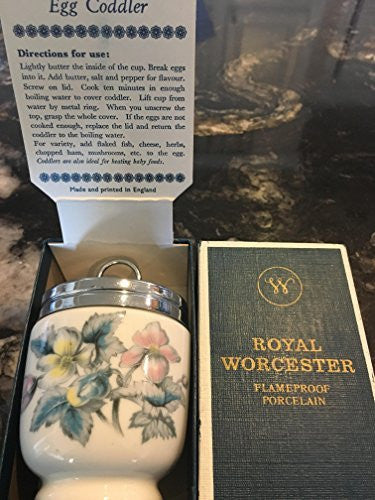 Egg Coddler
Directions for use:
Lightly butter the inside of the cup. Break eggs
into it. Add butter, salt and pepper for flavour.
Screw on lid. Cook ten minutes in enough
boiling water to cover coddler. Lift cup from
water by metal ring. When you unscrew the
top, grasp the whole cover. If the eggs are not
cooked enough, replace the lid and return the
coddler to the boiling water.
For variety, add flaked fish, cheese, herbs,
chopped ham, mushrooms, etc. to the egg.
Coddlers are also ideal for heating baby foods.
Made and printed in England
W
ROYAL
WORCESTER
FLAMEPROOF
PORCELAIN